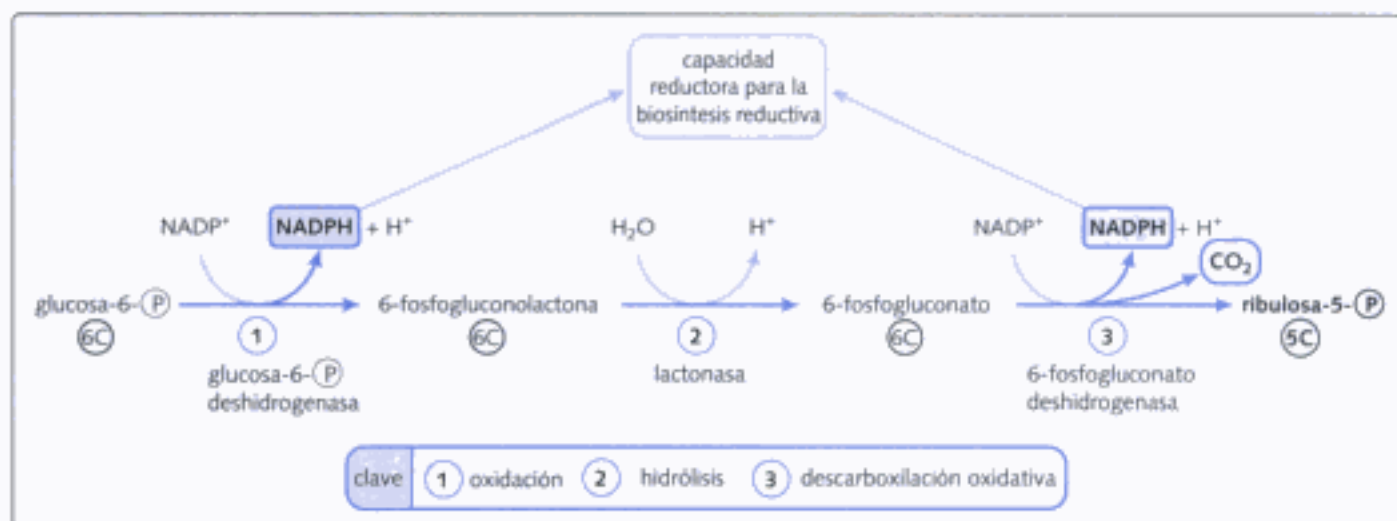 capacidad
reductora para la
biosíntesis reductiva
NADP⁺ NADPH + H⁺ H₂O H⁺ NADP⁺ NADPH + H⁺
CO₂
glucosa-6-Ⓟ 6-fosfogluconolactona 6-fosfogluconato ribulosa-5-Ⓟ
6C 1 6C 2 6C 3 5C
glucosa-6-Ⓟ lactonasa 6-fosfogluconato
deshidrogenasa deshidrogenasa
clave 1 oxidación 2 hidrólisis 3 descarboxilación oxidativa